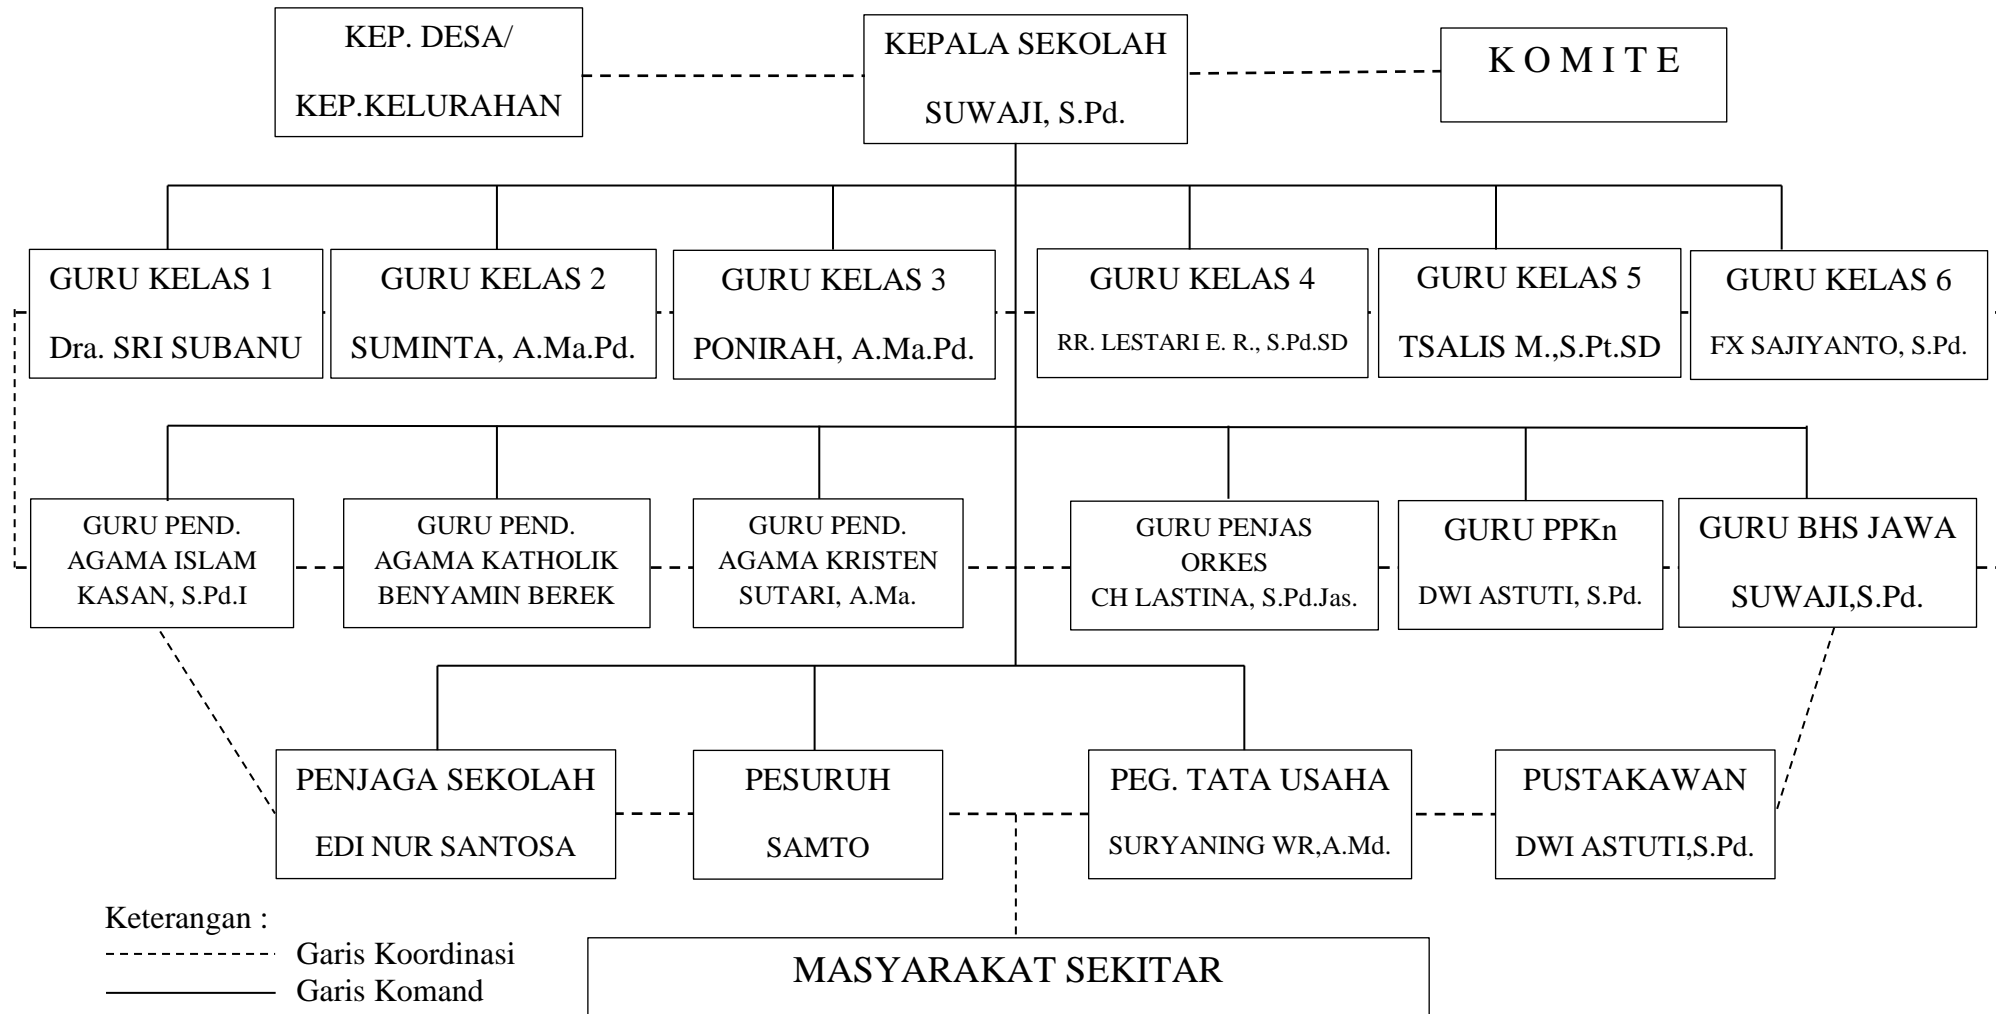 KEP. DESA/
KEP.KELURAHAN
KEPALA SEKOLAH
SUWAJI, S.Pd.
K O M I T E
GURU KELAS 1
Dra. SRI SUBANU
GURU KELAS 2
SUMINTA, A.Ma.Pd.
GURU KELAS 3
PONIRAH, A.Ma.Pd.
GURU KELAS 4
RR. LESTARI E. R., S.Pd.SD
GURU KELAS 5
TSALIS M.,S.Pt.SD
GURU KELAS 6
FX SAJIYANTO, S.Pd.
GURU PEND.
AGAMA ISLAM
KASAN, S.Pd.I
GURU PEND.
AGAMA KATHOLIK
BENYAMIN BEREK
GURU PEND.
AGAMA KRISTEN
SUTARI, A.Ma.
GURU PENJAS
ORKES
CH LASTINA, S.Pd.Jas.
GURU PPKn
DWI ASTUTI, S.Pd.
GURU BHS JAWA
SUWAJI,S.Pd.
PENJAGA SEKOLAH
EDI NUR SANTOSA
PESURUH
SAMTO
PEG. TATA USAHA
SURYANING WR,A.Md.
PUSTAKAWAN
DWI ASTUTI,S.Pd.
Keterangan :
Garis Koordinasi
Garis Komand
MASYARAKAT SEKITAR